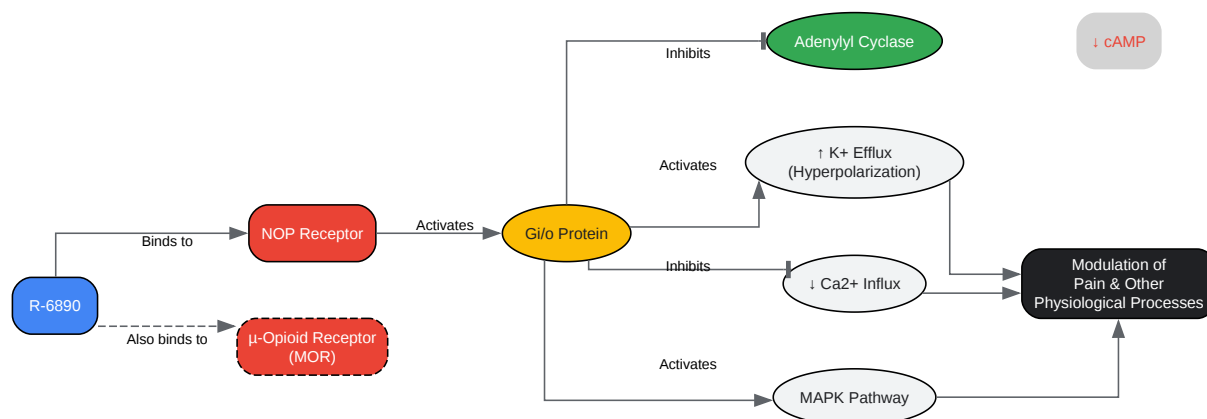 Inhibits
Adenylyl Cyclase
↓ cAMP
Activates
↑ K+ Efflux
(Hyperpolarization)
Binds to
NOP Receptor
Activates
Gi/o Protein
Inhibits
↓ Ca2+ Influx
Modulation of
Pain & Other
Physiological Processes
R-6890
Also binds to
µ-Opioid Receptor
(MOR)
Activates
MAPK Pathway